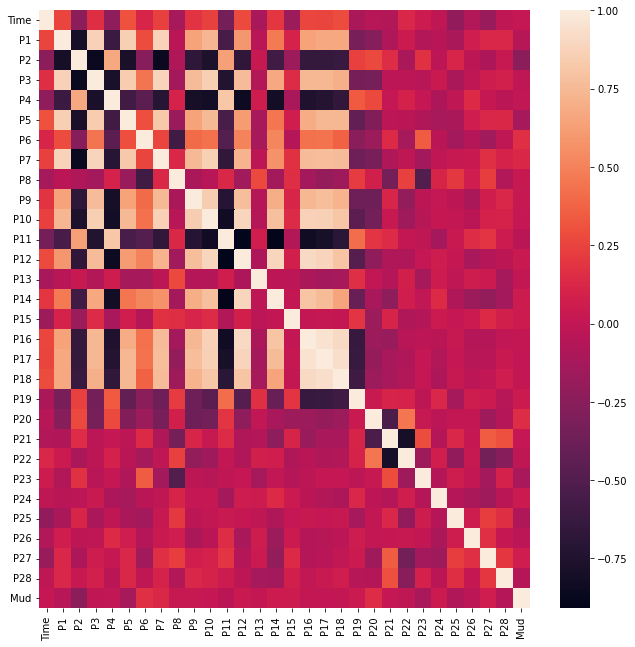 Time
P1
P2
P3
P4
P5
P6
P7
P8
P9
P10
P11
P12
P13
P14
P15
P16
P17
P18
P19
P20
P21
P22
P23
P24
P25
P26
P27
P28
Mud
Time P1 P2 P3 P4 P5 P6 P7 P8 P9 P10 P11 P12 P13 P14 P15 P16 P17 P18 P19 P20 P21 P22 P23 P24 P25 P26 P27 P28 Mud
1.00
0.75
0.50
0.25
0.00
−0.25
−0.50
−0.75